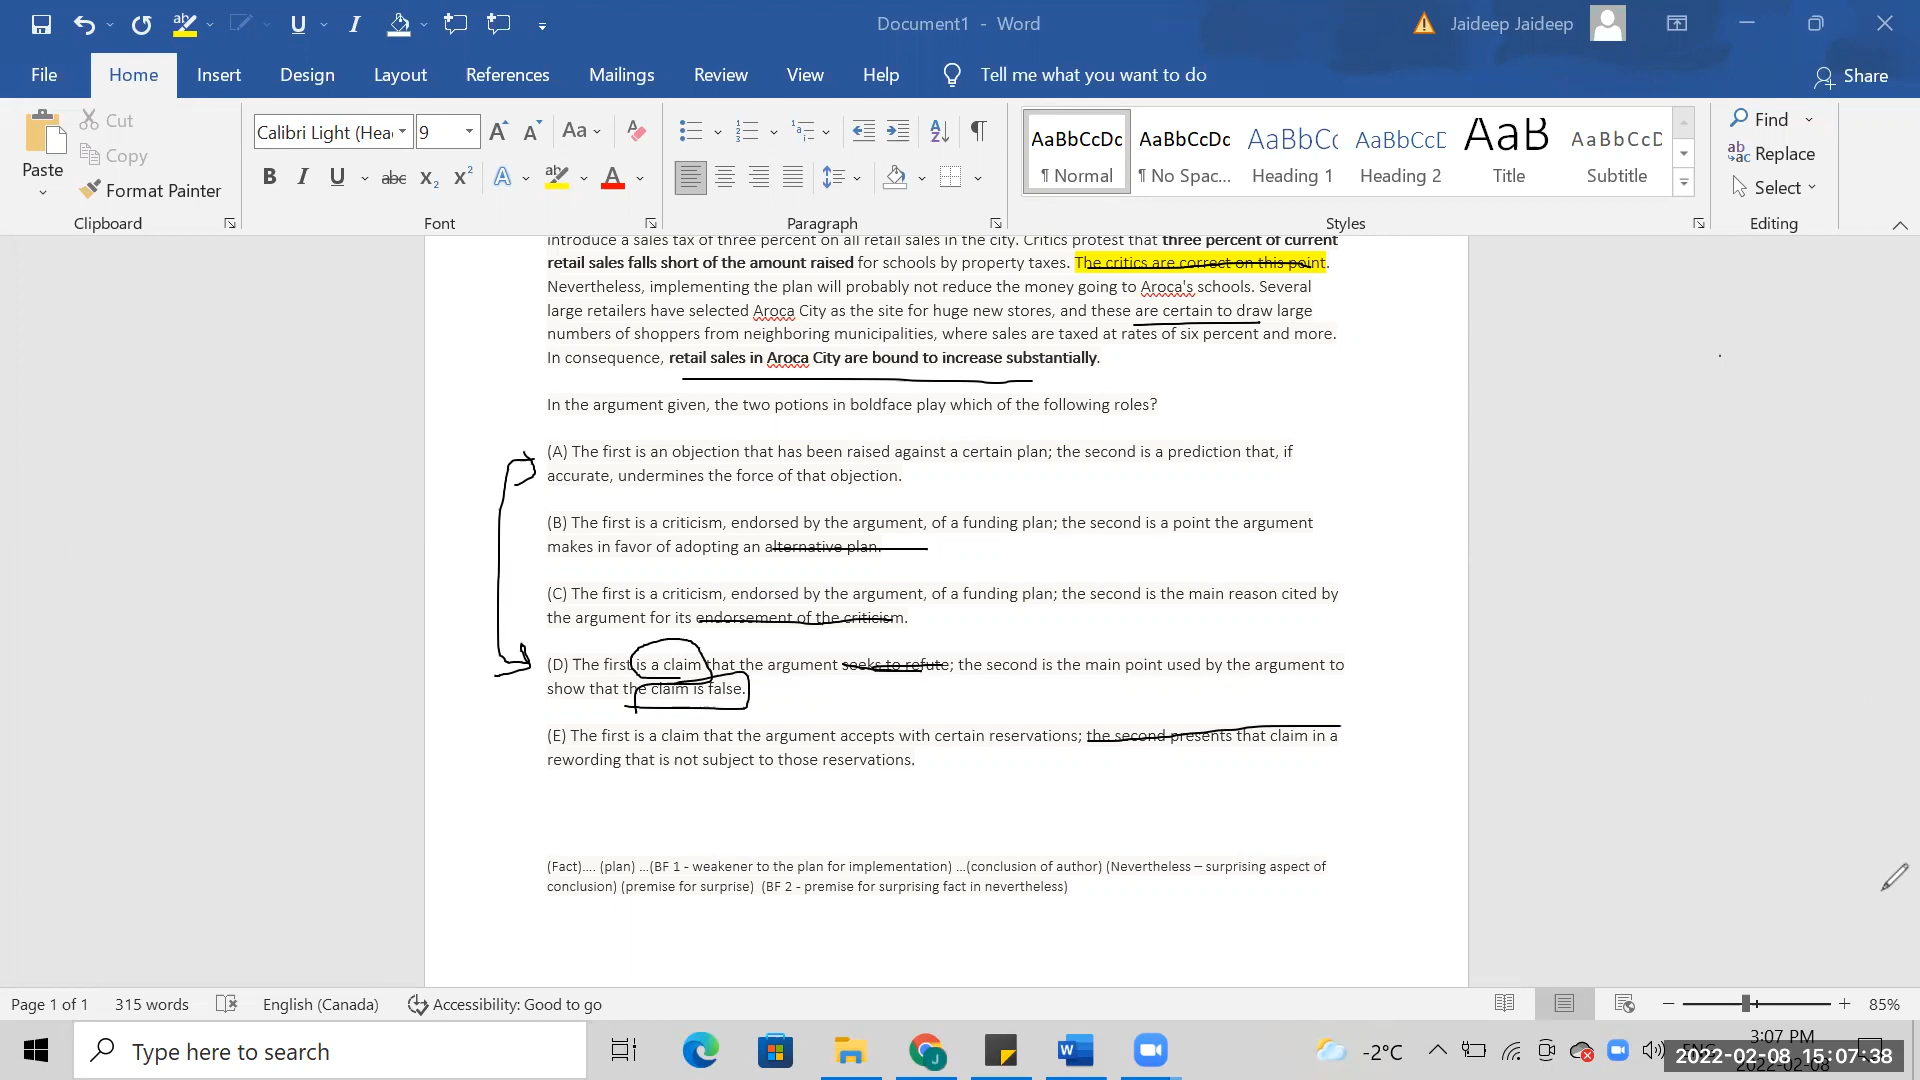 Document1 - Word
Jaideep Jaideep
File Home Insert Design Layout References Mailings Review View Help Tell me what you want to do Share
Cut
Copy
Paste
Format Painter
Clipboard
Calibri Light (Hea 9
Font
Paragraph
AaBbCcDc AaBbCcDc AaBbCc AaBbCcD AaB AaBbCcD
¶ Normal ¶ No Spac... Heading 1 Heading 2 Title Subtitle
Styles
Find
Replace
Select
Editing
introduce a sales tax of three percent on all retail sales in the city. Critics protest that three percent of current
retail sales falls short of the amount raised for schools by property taxes. The critics are correct on this point.
Nevertheless, implementing the plan will probably not reduce the money going to Aroca's schools. Several
large retailers have selected Aroca City as the site for huge new stores, and these are certain to draw large
numbers of shoppers from neighboring municipalities, where sales are taxed at rates of six percent and more.
In consequence, retail sales in Aroca City are bound to increase substantially.
In the argument given, the two potions in boldface play which of the following roles?
(A) The first is an objection that has been raised against a certain plan; the second is a prediction that, if
accurate, undermines the force of that objection.
(B) The first is a criticism, endorsed by the argument, of a funding plan; the second is a point the argument
makes in favor of adopting an alternative plan.
(C) The first is a criticism, endorsed by the argument, of a funding plan; the second is the main reason cited by
the argument for its endorsement of the criticism.
(D) The first is a claim that the argument seeks to refute; the second is the main point used by the argument to
show that the claim is false.
(E) The first is a claim that the argument accepts with certain reservations; the second presents that claim in a
rewording that is not subject to those reservations.
(Fact).... (plan) ...(BF 1 - weakener to the plan for implementation) ...(conclusion of author) (Nevertheless – surprising aspect of
conclusion) (premise for surprise) (BF 2 - premise for surprising fact in nevertheless)
Page 1 of 1 315 words English (Canada) Accessibility: Good to go 85%
Type here to search
-2°C
3:07 PM
2022-02-08 15:07:38